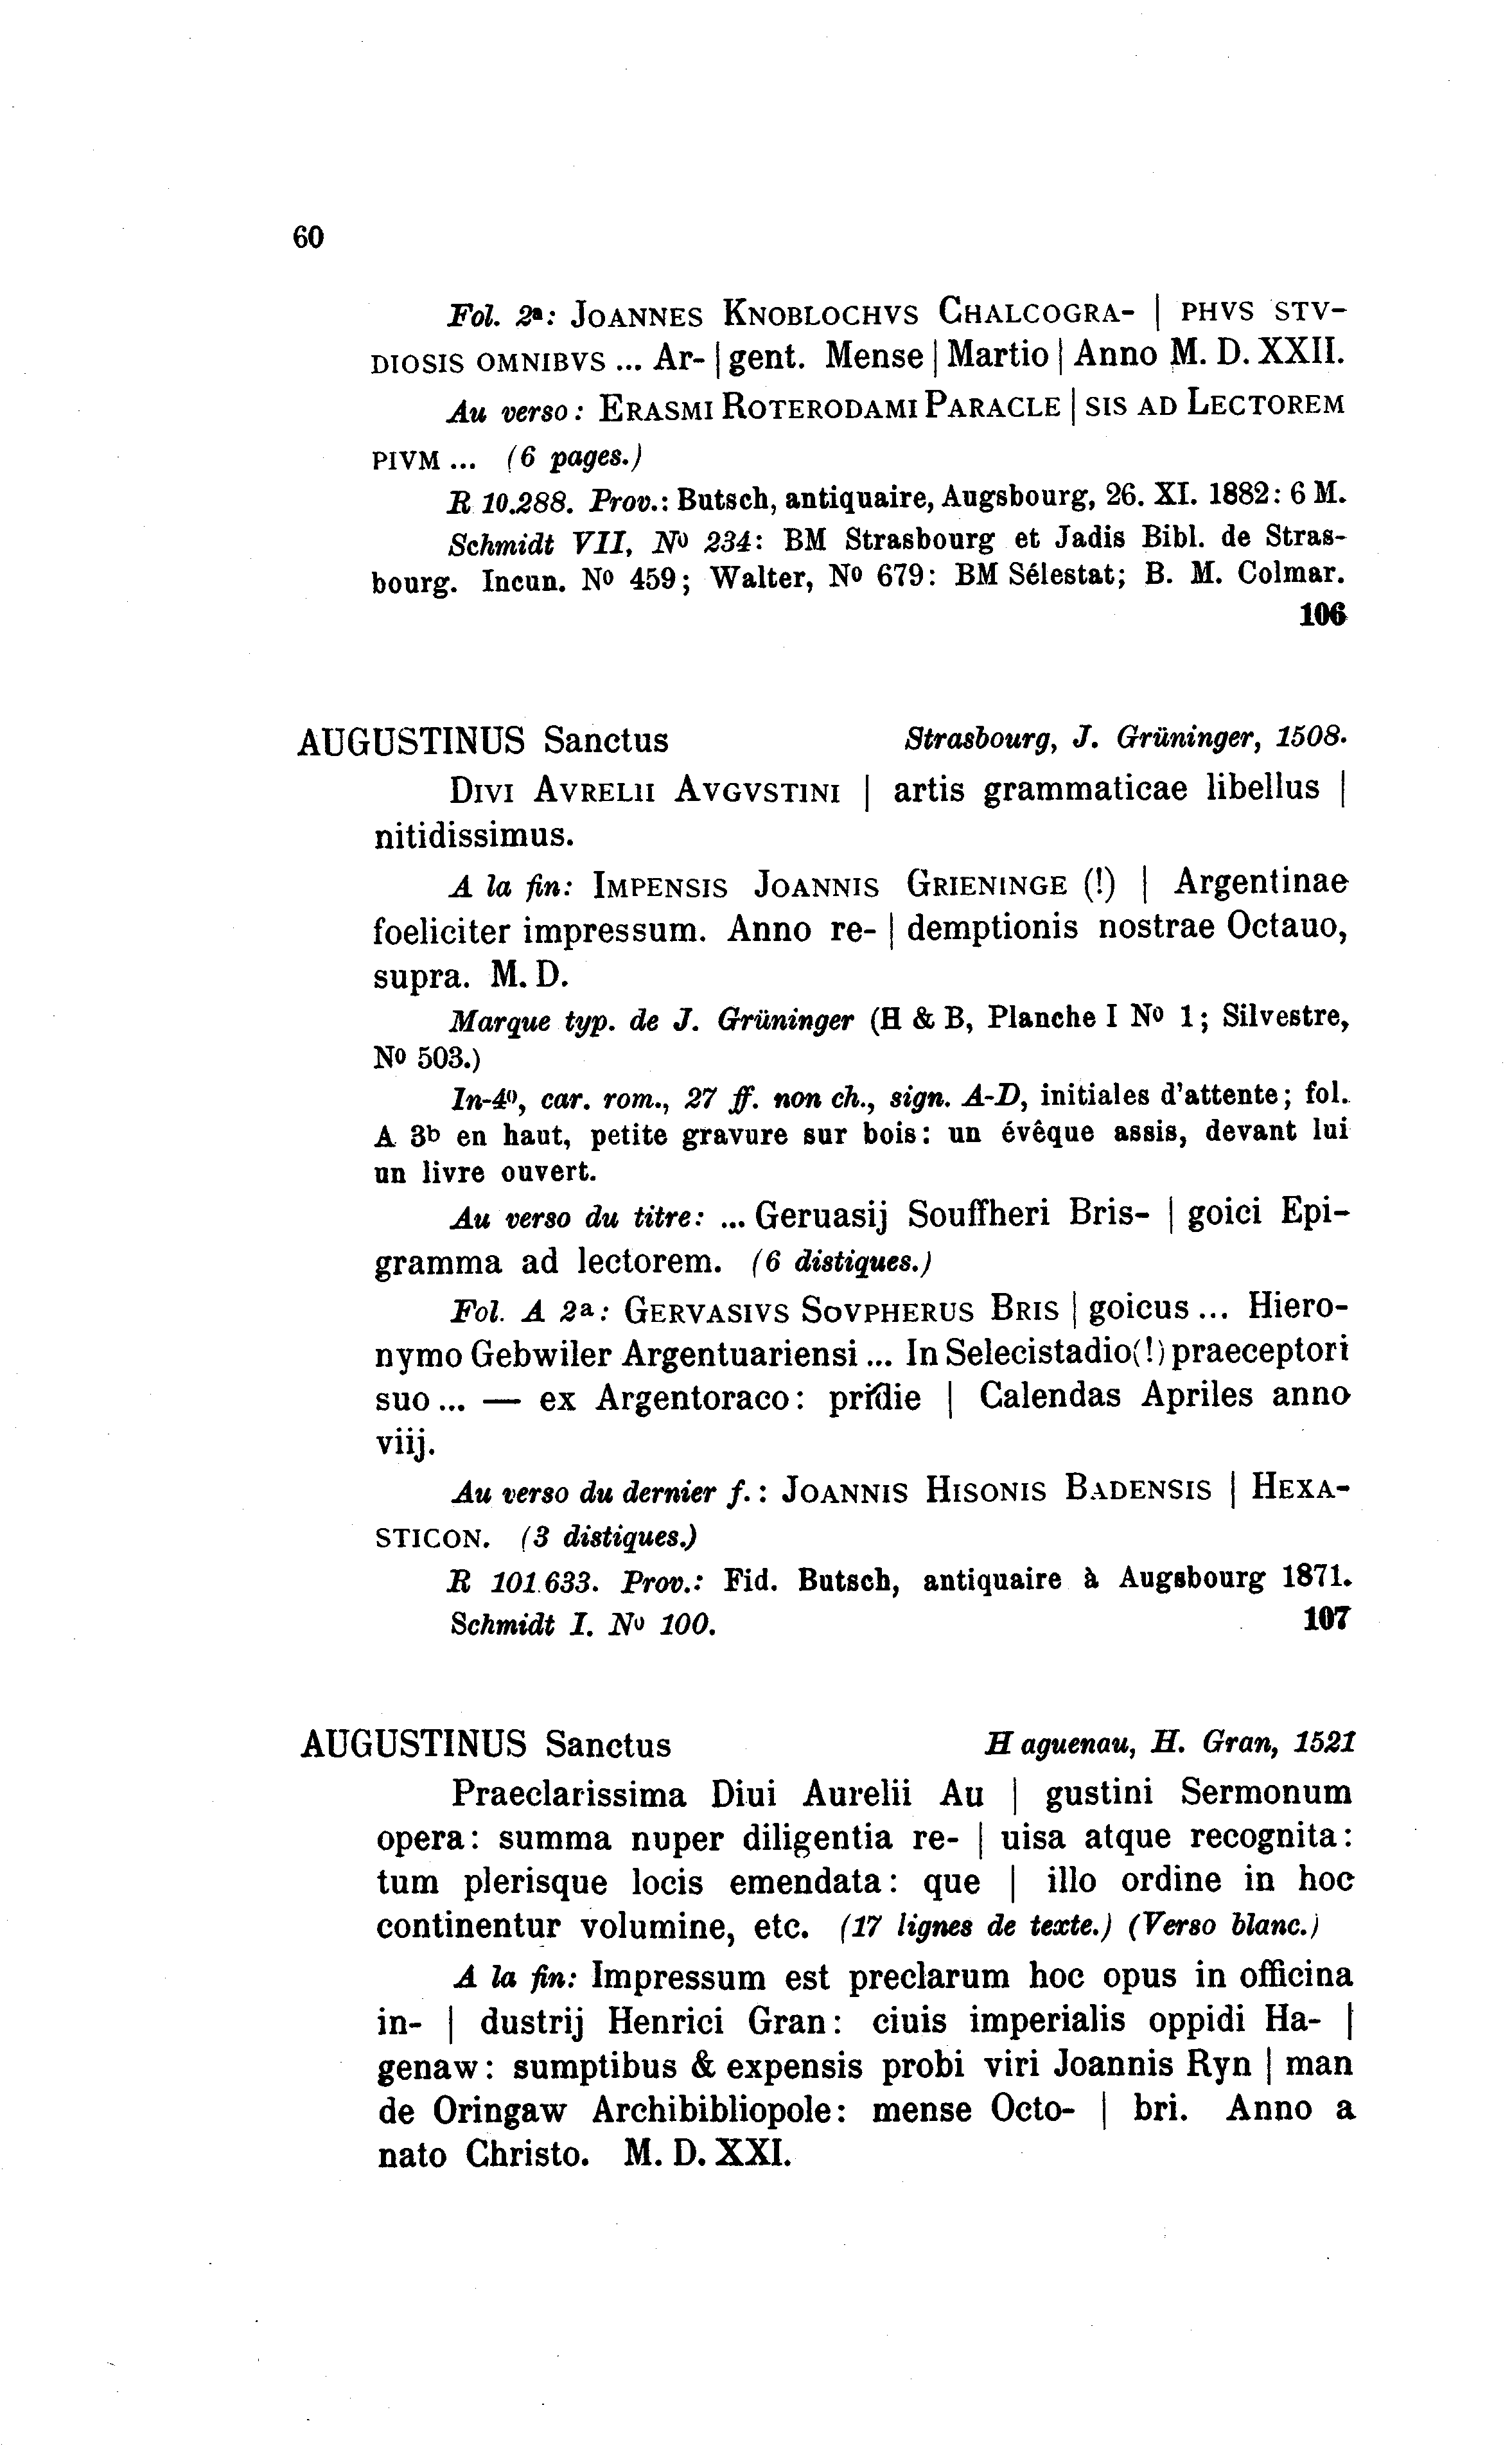 60
Fol. 2a: JOANNES KNOBLOCHVS CHALCOGRA- | PHVS STV-
DIOSIS OMNIBVS ... Ar- | gent. Mense | Martio | Anno M. D. XXII.
Au verso: ERASMI ROTERODAMI PARACLE | SIS AD LECTOREM
PIVM ... (6 pages.)
R 10.288. Prov.: Butsch, antiquaire, Augsbourg, 26. XI. 1882: 6 M.
Schmidt VII, No 234: BM Strasbourg et Jadis Bibl. de Stras-
bourg. Incun. No 459; Walter, No 679: BM Sélestat; B. M. Colmar.
106
AUGUSTINUS Sanctus Strasbourg, J. Grüninger, 1508.
DIVI AVRELII AVGVSTINI | artis grammaticae libellus |
nitidissimus.
A la fin: IMPENSIS JOANNIS GRIENINGE (!) | Argentinae
foeliciter impressum. Anno re- | demptionis nostrae Octauo,
supra. M. D.
Marque typ. de J. Grüninger (H & B, Planche I No 1; Silvestre,
No 503.)
In-4o, car. rom., 27 ff. non ch., sign. A-D, initiales d'attente; fol.
A 3b en haut, petite gravure sur bois: un évêque assis, devant lui
un livre ouvert.
Au verso du titre: ... Geruasij Souffheri Bris- | goici Epi-
gramma ad lectorem. (6 distiques.)
Fol. A 2a: GERVASIVS SOVPHERUS BRIS | goicus ... Hiero-
nymo Gebwiler Argentuariensi ... In Selecistadio(!) praeceptori
suo ... — ex Argentoraco: pridie | Calendas Apriles anno
viij.
Au verso du dernier f.: JOANNIS HISONIS BADENSIS | HEXA-
STICON. (3 distiques.)
R 101.633. Prov.: Fid. Butsch, antiquaire à Augsbourg 1871.
Schmidt I. No 100. 107
AUGUSTINUS Sanctus Haguenau, H. Gran, 1521
Praeclarissima Diui Aurelii Au | gustini Sermonum
opera: summa nuper diligentia re- | uisa atque recognita:
tum plerisque locis emendata: que | illo ordine in hoc
continentur volumine, etc. (17 lignes de texte.) (Verso blanc.)
A la fin: Impressum est preclarum hoc opus in officina
in- | dustrij Henrici Gran: ciuis imperialis oppidi Ha- |
genaw: sumptibus & expensis probi viri Joannis Ryn | man
de Oringaw Archibibliopole: mense Octo- | bri. Anno a
nato Christo. M. D. XXI.